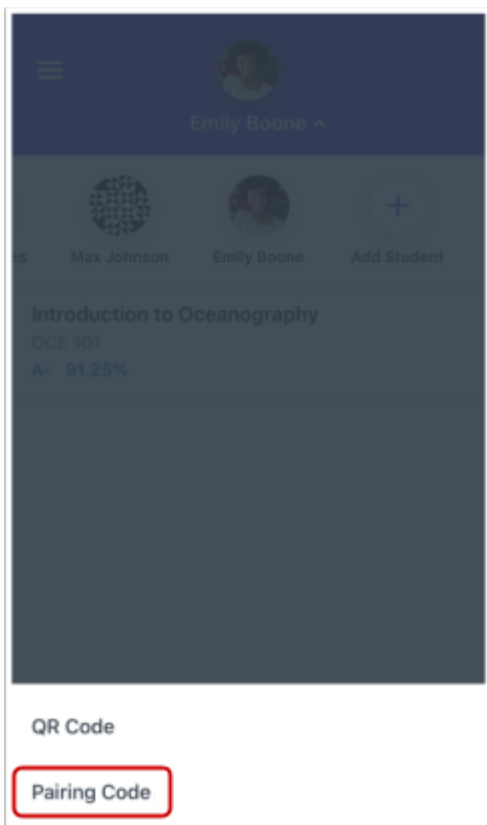 Emily Boone
es Max Johnson Emily Boone Add Student
Introduction to Oceanography
OCE 101
A- 91.25%
QR Code
Pairing Code